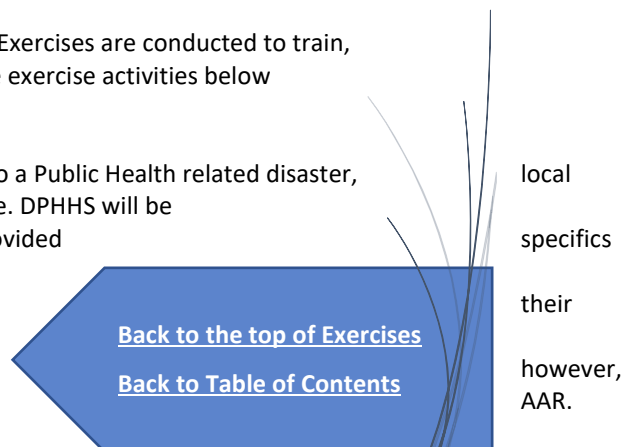 Exercises are conducted to train,
exercise activities below
o a Public Health related disaster,
local
e. DPHHS will be
ovided
specifics
their
Back to the top of Exercises
Back to Table of Contents
however,
AAR.